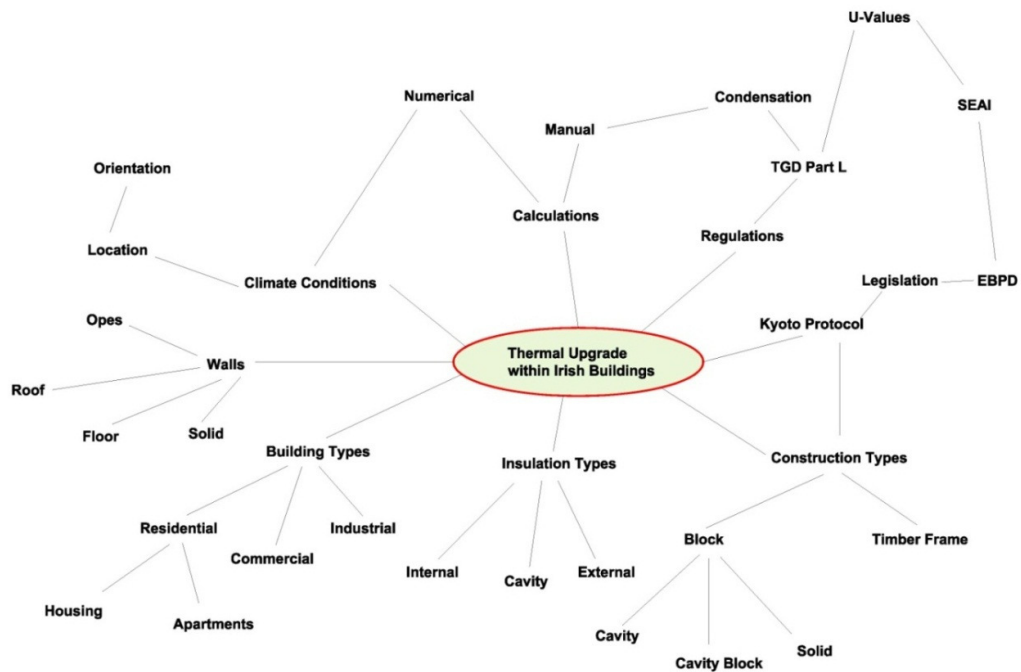 U-Values
Numerical
Condensation
SEAI
Manual
Orientation
TGD Part L
Calculations
Regulations
Location
Climate Conditions
Legislation
EBPD
Opes
Kyoto Protocol
Thermal Upgrade
within Irish Buildings
Walls
Roof
Floor
Solid
Building Types
Insulation Types
Construction Types
Residential
Industrial
Commercial
Block
Timber Frame
Internal
Cavity
External
Housing
Apartments
Cavity
Cavity Block
Solid